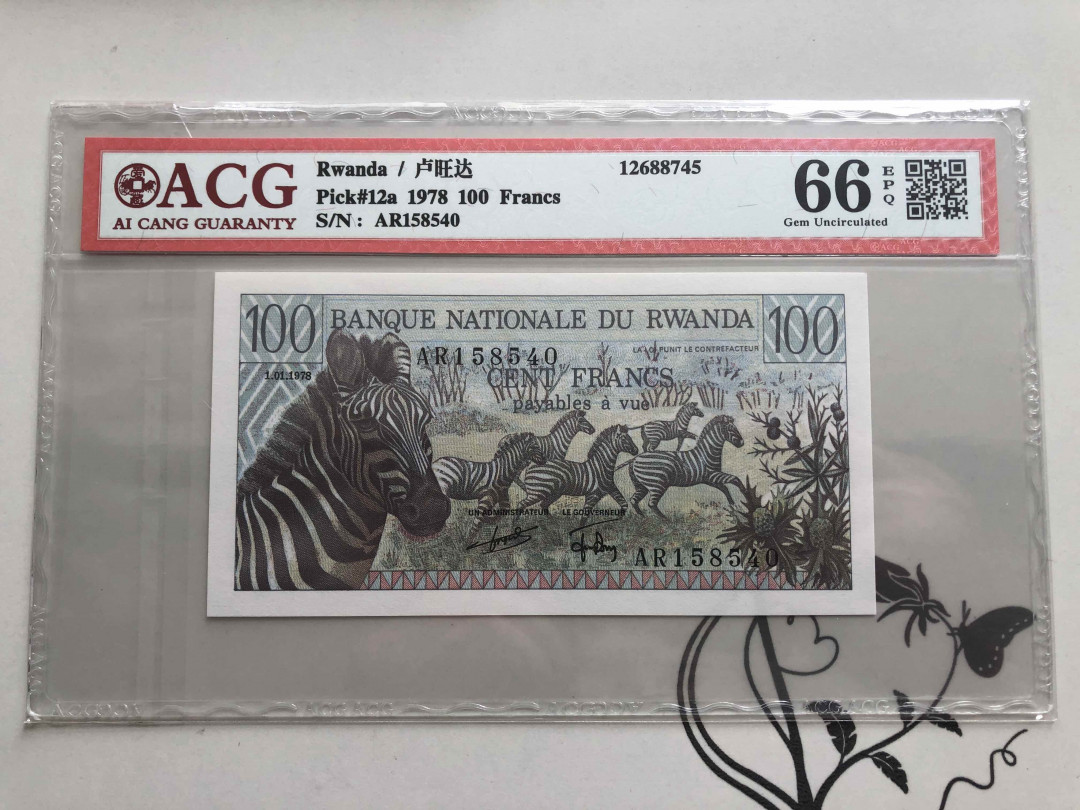 ACG
AI CANG GUARANTY
Rwanda / 卢旺达
Pick#12a 1978 100 Francs
S/N: AR158540
12688745
66
EPQ
Gem Uncirculated
100 BANQUE NATIONALE DU RWANDA 100
AR158540
LA LOI PUNIT LE CONTREFACTEUR
1.01.1978
CENT FRANCS
payables à vue
UN ADMINISTRATEUR LE GOUVERNEUR
AR158540